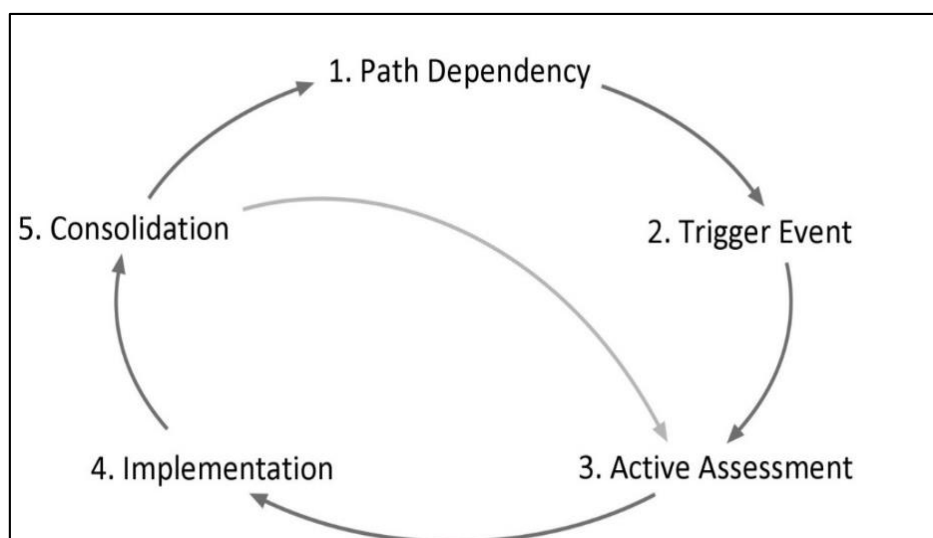 1. Path Dependency
2. Trigger Event
3. Active Assessment
4. Implementation
5. Consolidation